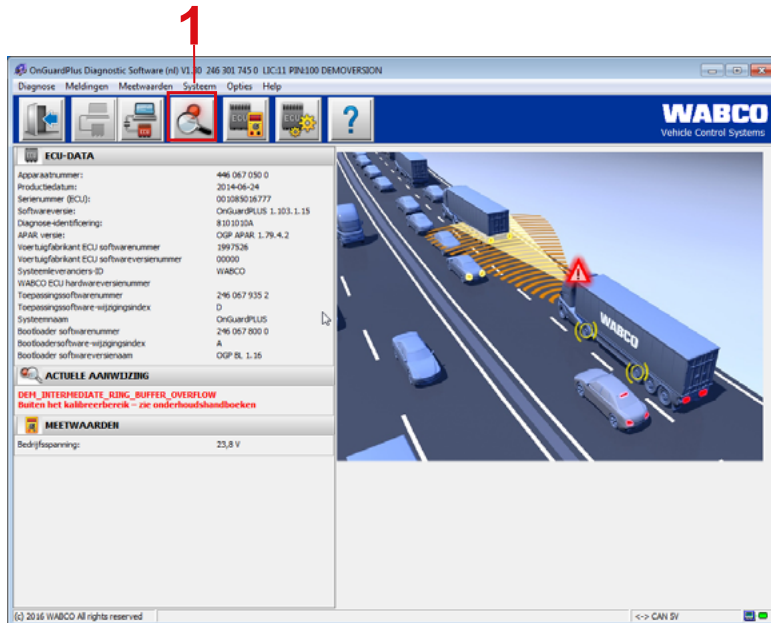 1
OnGuardPlus Diagnostic Software (nl) V1.30 246 301 745 0 LIC:11 PIN:100 DEMOVERSION
Diagnose Meldingen Meetwaarden Systeem Opties Help
ECU
ECU
?
WABCO
Vehicle Control Systems
ECU-DATA
Apparaatnummer: 446 067 050 0
Productiedatum: 2014-06-24
Serienummer (ECU): 001085016777
Softwareversie: OnGuardPLUS 1.103.1.15
Diagnose-identificering: 8101010A
APAR versie: OGP APAR 1.79.4.2
Voertuigfabrikant ECU softwarenummer 1997526
Voertuigfabrikant ECU softwareversienummer 00000
Systeemleveranciers-ID WABCO
WABCO ECU hardwareversienummer
Toepassingssoftwarenummer 246 067 935 2
Toepassingssoftware-wijzigingsindex D
Systeemnaam OnGuardPLUS
Bootloader softwarenummer 246 067 800 0
Bootloadersoftware-wijzigingsindex A
Bootloader softwareversienaam OGP BL 1.16
ACTUELE AANWIJZING
DEM_INTERMEDIATE_RING_BUFFER_OVERFLOW
Buiten het kalibreerbereik – zie onderhoudshandboeken
MEETWAARDEN
Bedrijfsspanning: 23,8 V
WABCO
(c) 2016 WABCO All rights reserved
<-> CAN 5V